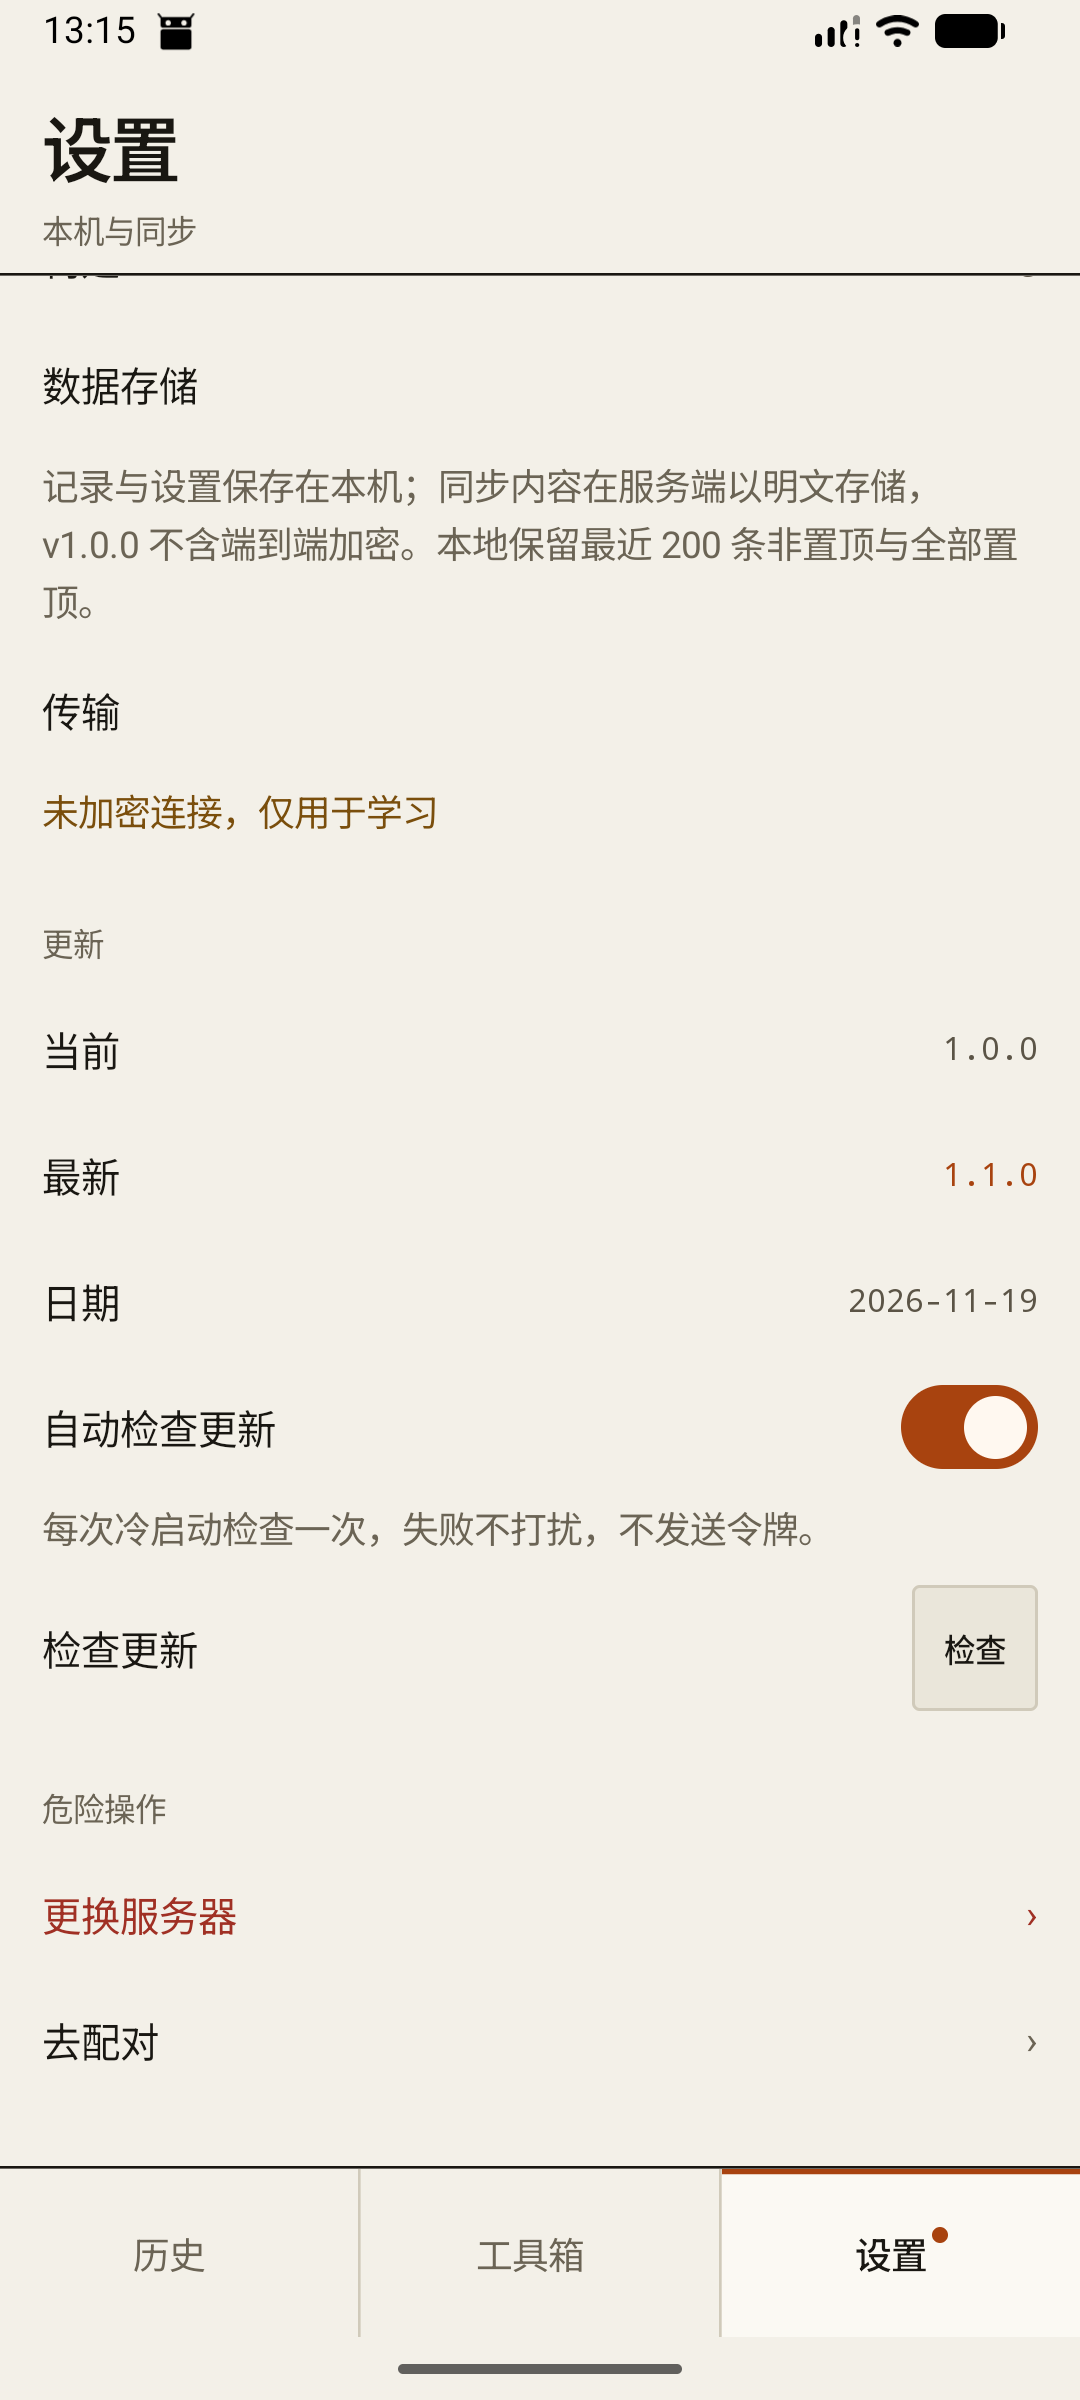 13:15
设置
本机与同步
数据存储
记录与设置保存在本机；同步内容在服务端以明文存储，
v1.0.0 不含端到端加密。本地保留最近 200 条非置顶与全部置
顶。
传输
未加密连接，仅用于学习
更新
当前
1.0.0
最新
1.1.0
日期
2026-11-19
自动检查更新
每次冷启动检查一次，失败不打扰，不发送令牌。
检查更新
检查
危险操作
更换服务器
›
去配对
›
历史
工具箱
设置